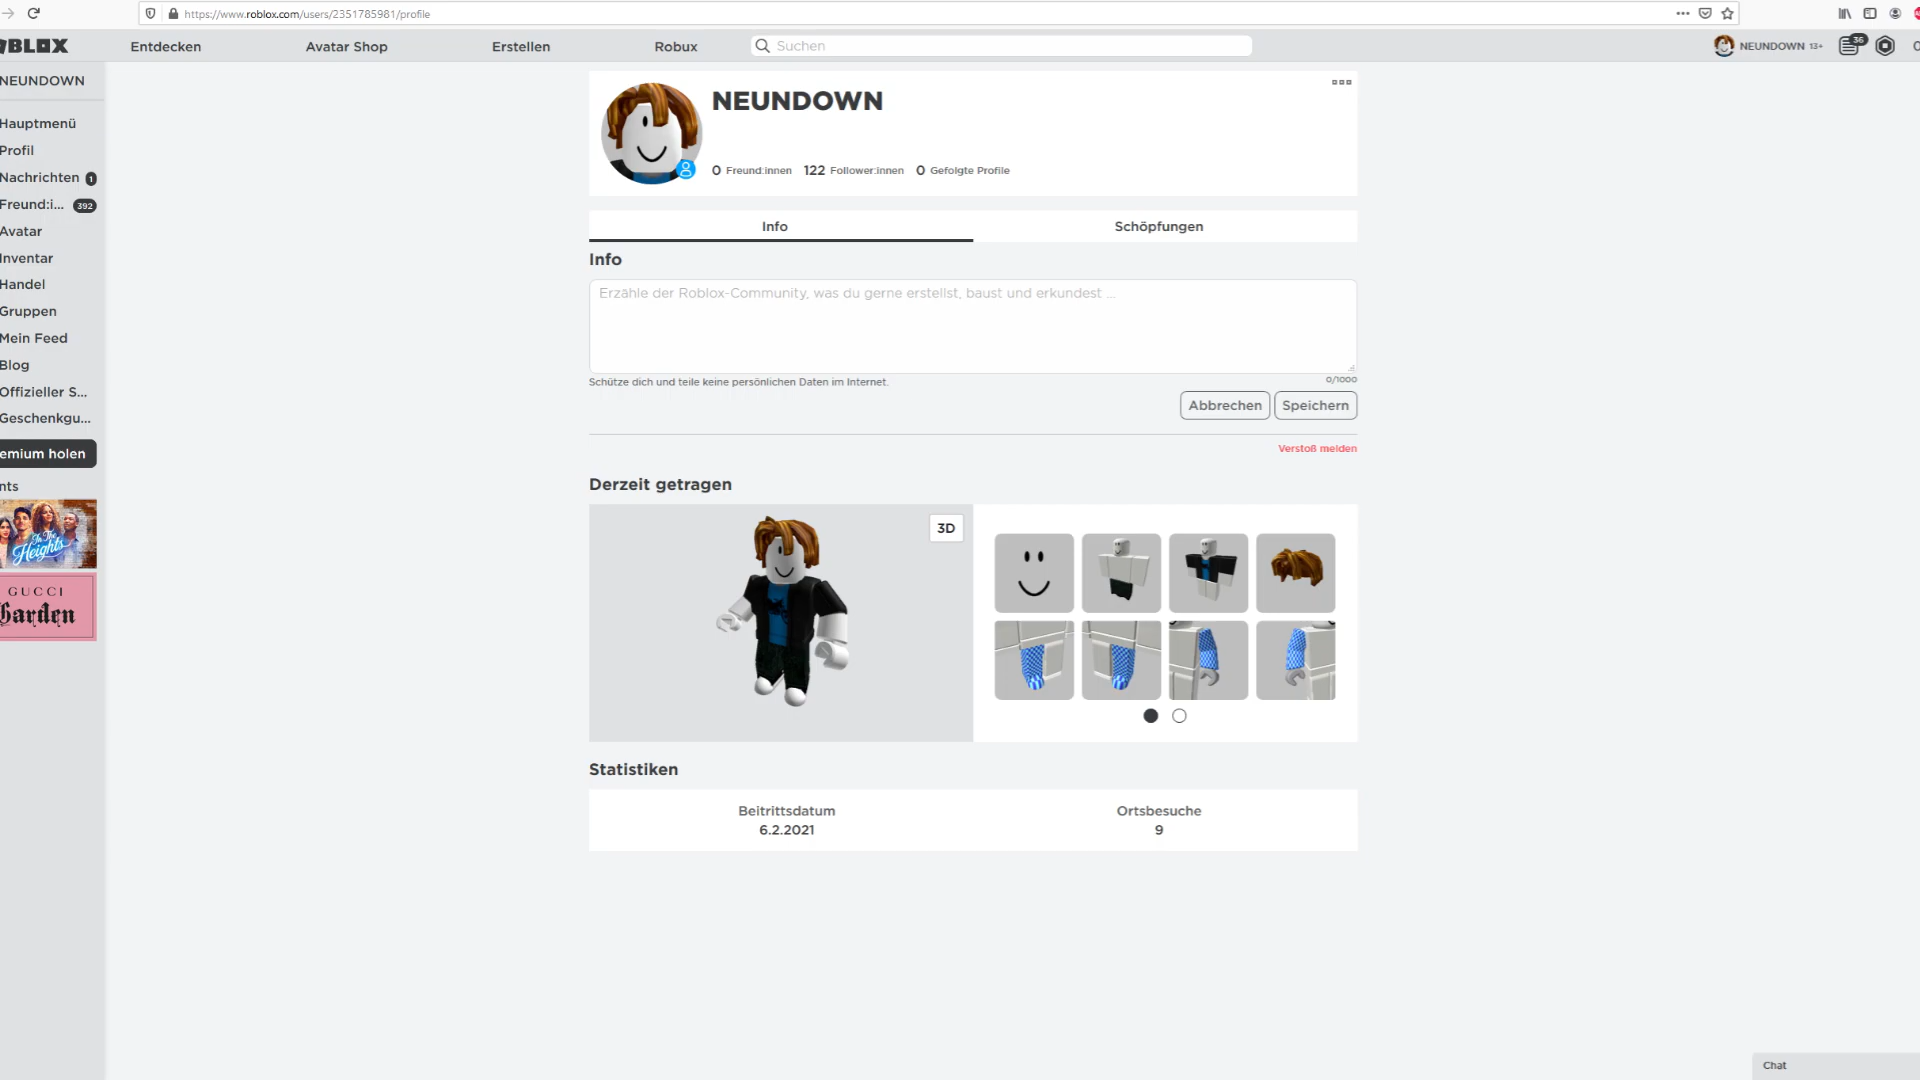 https://www.roblox.com/users/2351785981/profile
BLOX
Entdecken
Avatar Shop
Erstellen
Robux
Suchen
NEUNDOWN 13+
36
NEUNDOWN
Hauptmenü
Profil
Nachrichten 1
Freund:i... 392
Avatar
Inventar
Handel
Gruppen
Mein Feed
Blog
Offizieller S...
Geschenkgu...
emium holen
nts
In The
Heights
GUCCI
Garden
NEUNDOWN
0 Freund:innen 122 Follower:innen 0 Gefolgte Profile
Info
Schöpfungen
Info
Erzähle der Roblox-Community, was du gerne erstellst, baust und erkundest ...
Schütze dich und teile keine persönlichen Daten im Internet.
0/1000
Abbrechen
Speichern
Verstoß melden
Derzeit getragen
3D
Statistiken
Beitrittsdatum
6.2.2021
Ortsbesuche
9
Chat